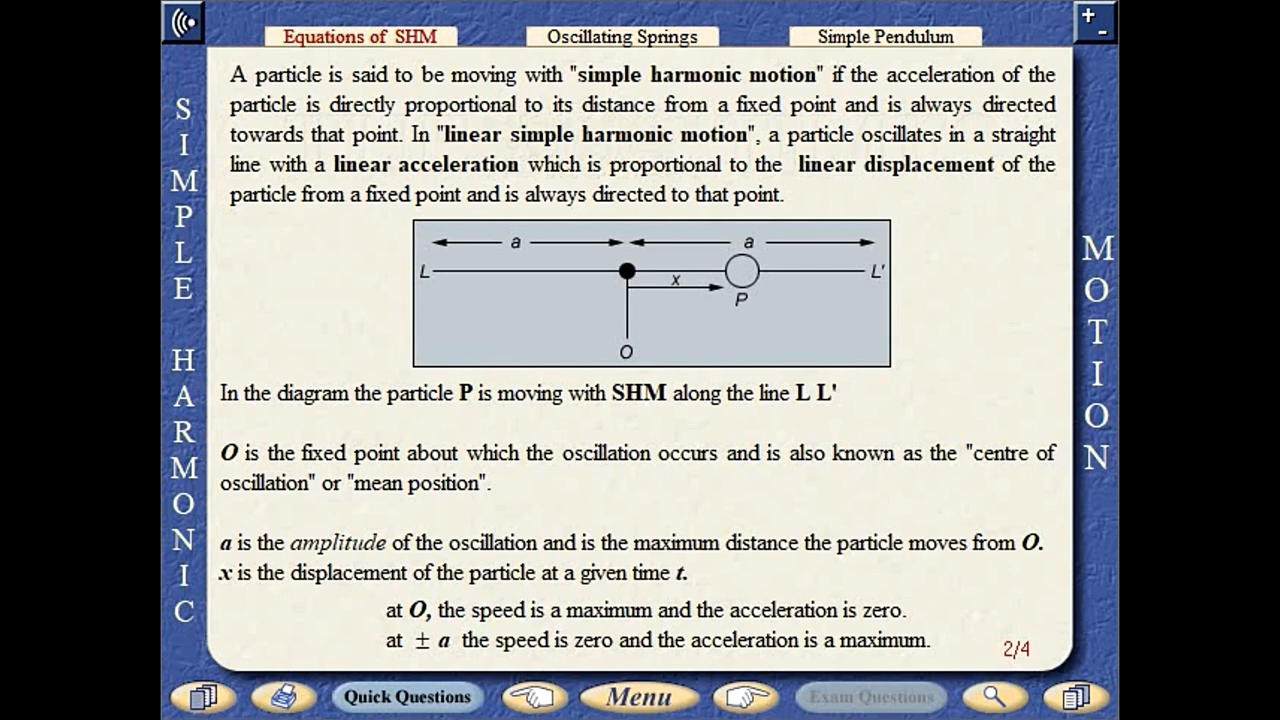 +
-
Equations of SHM
Oscillating Springs
Simple Pendulum
SIMPLE HARMONIC
MOTION
A particle is said to be moving with "simple harmonic motion" if the acceleration of the
particle is directly proportional to its distance from a fixed point and is always directed
towards that point. In "linear simple harmonic motion", a particle oscillates in a straight
line with a linear acceleration which is proportional to the linear displacement of the
particle from a fixed point and is always directed to that point.
a a
L L'
x
P
O
In the diagram the particle P is moving with SHM along the line L L'
O is the fixed point about which the oscillation occurs and is also known as the "centre of
oscillation" or "mean position".
a is the amplitude of the oscillation and is the maximum distance the particle moves from O.
x is the displacement of the particle at a given time t.
at O, the speed is a maximum and the acceleration is zero.
at ± a the speed is zero and the acceleration is a maximum.
2/4
Quick Questions
Menu
Exam Questions